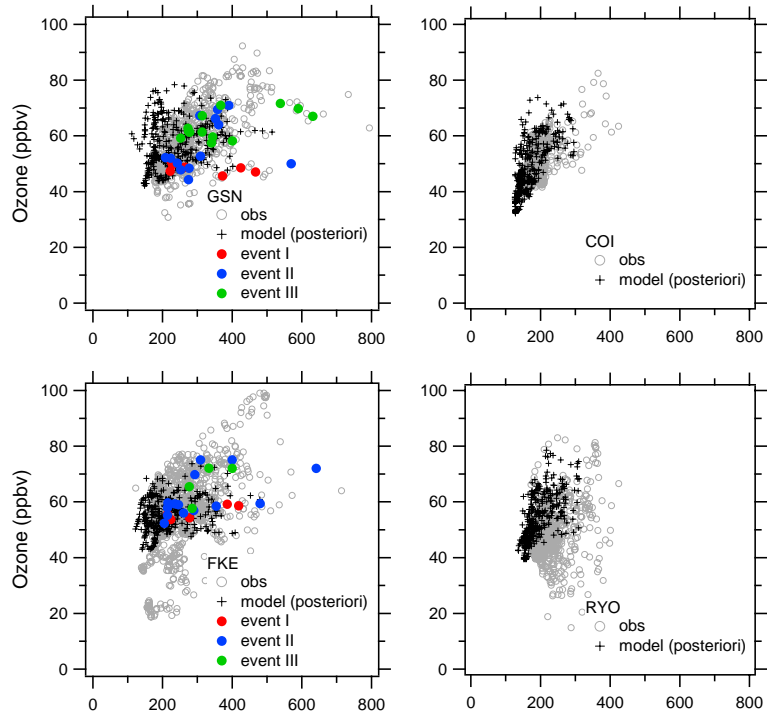 100
80
60
40
20
0
Ozone (ppbv)
GSN
obs
model (posteriori)
event I
event II
event III
0 200 400 600 800
100
80
60
40
20
0
COI
obs
model (posteriori)
0 200 400 600 800
100
80
60
40
20
0
Ozone (ppbv)
FKE
obs
model (posteriori)
event I
event II
event III
0 200 400 600 800
100
80
60
40
20
0
RYO
obs
model (posteriori)
0 200 400 600 800